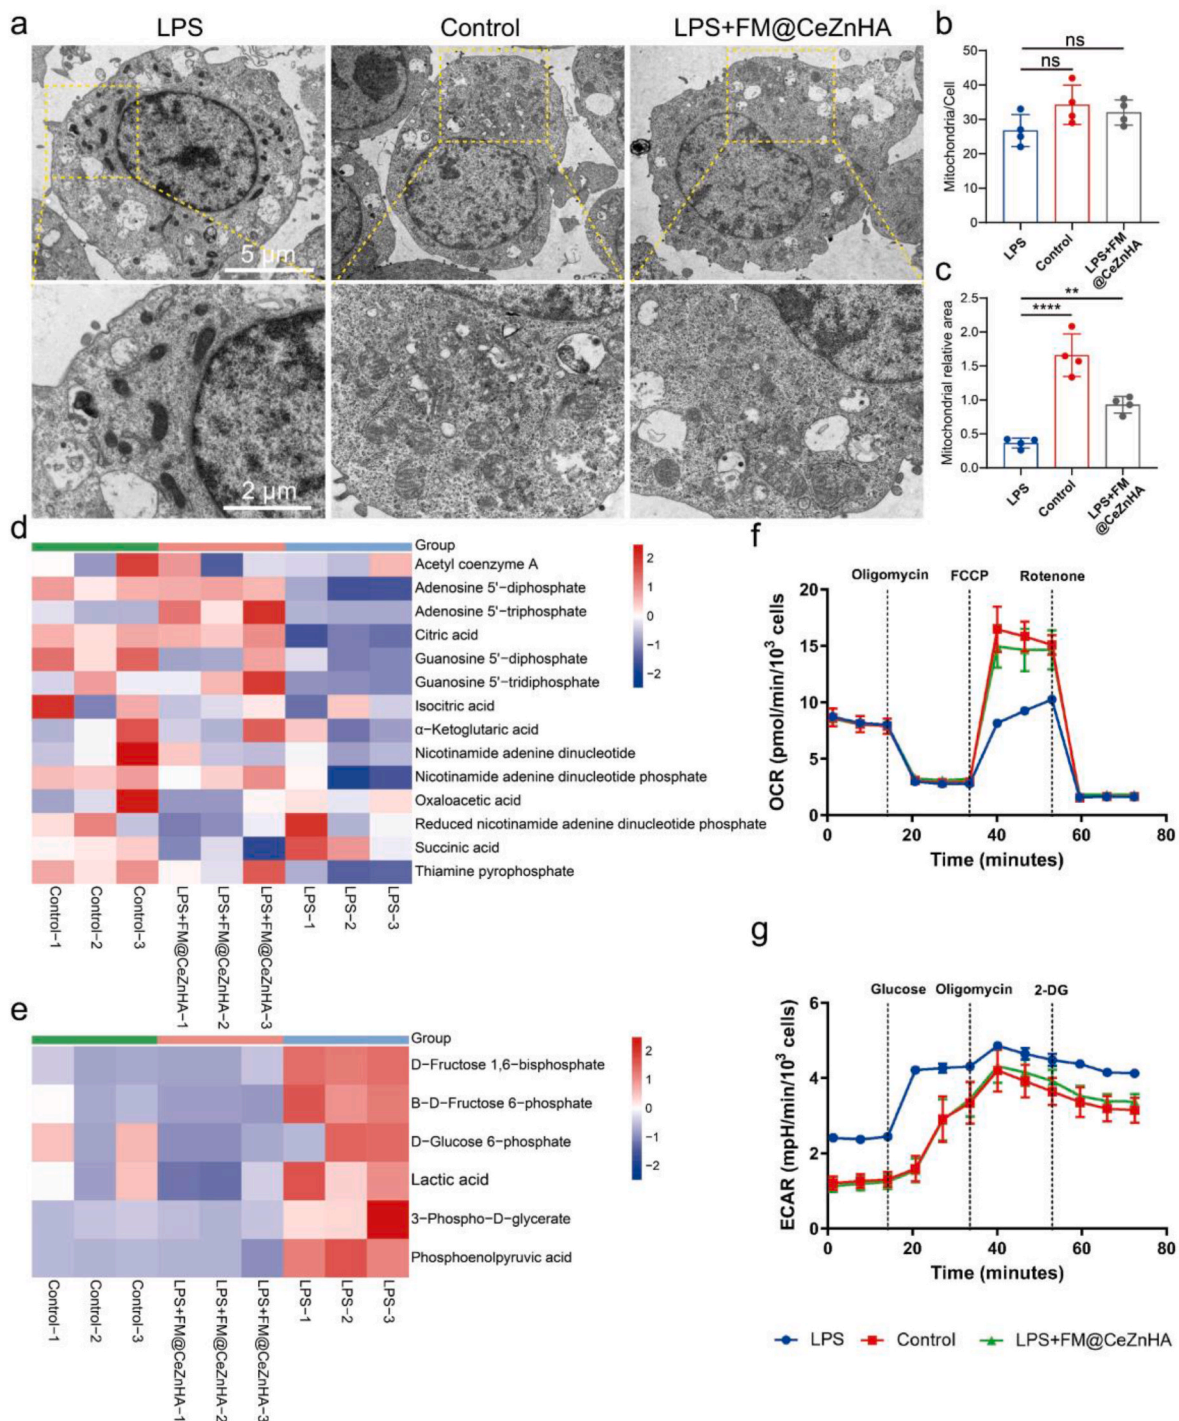 a
LPS
Control
LPS+FM@CeZnHA
5 μm
2 μm
b
Mitochondria/Cell
50
40
30
20
10
0
ns
ns
LPS
Control
LPS+FM
@CeZnHA
c
Mitochondrial relative area
2.5
2.0
1.5
1.0
0.5
0.0
**
****
LPS
Control
LPS+FM
@CeZnHA
d
Group
Acetyl coenzyme A
Adenosine 5'−diphosphate
Adenosine 5'−triphosphate
Citric acid
Guanosine 5'−diphosphate
Guanosine 5'−tridiphosphate
Isocitric acid
α−Ketoglutaric acid
Nicotinamide adenine dinucleotide
Nicotinamide adenine dinucleotide phosphate
Oxaloacetic acid
Reduced nicotinamide adenine dinucleotide phosphate
Succinic acid
Thiamine pyrophosphate
2
1
0
−1
−2
Control−1
Control−2
Control−3
LPS+FM@CeZnHA−1
LPS+FM@CeZnHA−2
LPS+FM@CeZnHA−3
LPS−1
LPS−2
LPS−3
e
Group
D−Fructose 1,6−bisphosphate
B−D−Fructose 6−phosphate
D−Glucose 6−phosphate
Lactic acid
3−Phospho−D−glycerate
Phosphoenolpyruvic acid
2
1
0
−1
−2
Control−1
Control−2
Control−3
LPS+FM@CeZnHA−1
LPS+FM@CeZnHA−2
LPS+FM@CeZnHA−3
LPS−1
LPS−2
LPS−3
f
Oligomycin FCCP Rotenone
OCR (pmol/min/10³ cells)
20
15
10
5
0
0 20 40 60 80
Time (minutes)
g
Glucose Oligomycin 2-DG
ECAR (mpH/min/10³ cells)
6
4
2
0
0 20 40 60 80
Time (minutes)
LPS Control LPS+FM@CeZnHA